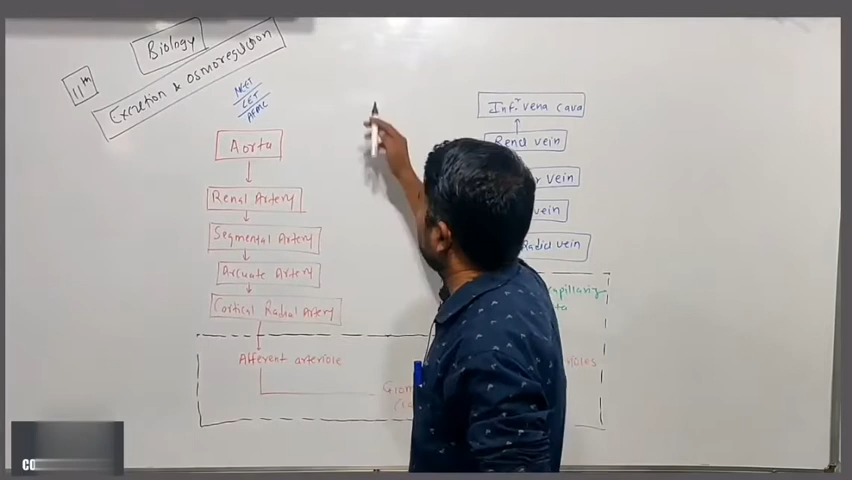 11th
Biology
Excretion & osmoregulation
NEET
CET
AFMC
Aorta
Renal Artery
Segmental Artery
Arcuate Artery
Cortical Radial Artery
Afferent arteriole
Inf. vena cava
Renal vein
vein
vein
Radial vein